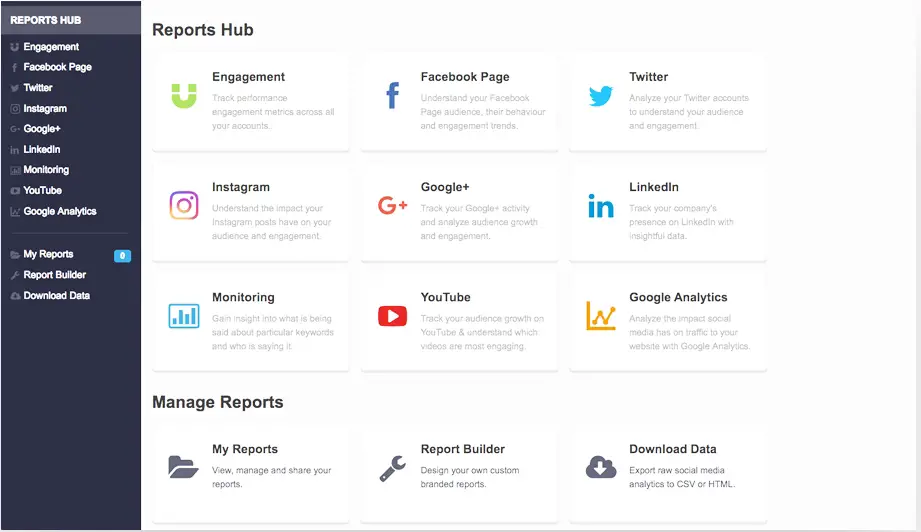 REPORTS HUB
Engagement
Facebook Page
Twitter
Instagram
Google+
LinkedIn
Monitoring
YouTube
Google Analytics
My Reports 0
Report Builder
Download Data
Reports Hub
Engagement
Track performance
engagement metrics across all
your accounts.
Facebook Page
Understand your Facebook
Page audience, their behaviour
and engagement trends.
Twitter
Analyze your Twitter accounts
to understand your audience
and engagement.
Instagram
Understand the impact your
Instagram posts have on your
audience and engagement.
Google+
Track your Google+ activity
and analyze audience growth
and engagement.
LinkedIn
Track your company's
presence on LinkedIn with
insightful data.
Monitoring
Gain insight into what is being
said about particular keywords
and who is saying it.
YouTube
Track your audience growth on
YouTube & understand which
videos are most engaging.
Google Analytics
Analyze the impact social
media has on traffic to your
website with Google Analytics.
Manage Reports
My Reports
View, manage and share your
reports.
Report Builder
Design your own custom
branded reports.
Download Data
Export raw social media
analytics to CSV or HTML.